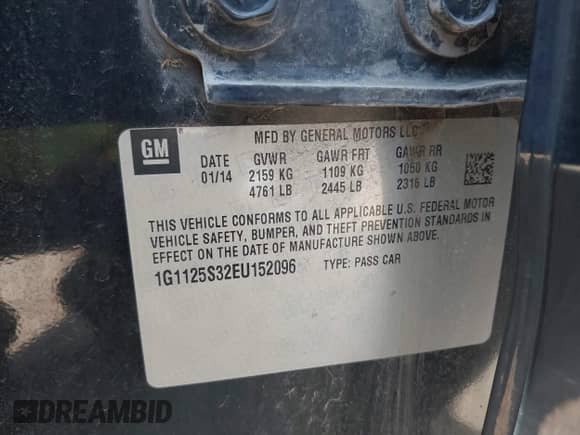 GM
MFD BY GENERAL MOTORS LLC
DATE GVWR GAWR FRT GAWR RR
01/14 2159 KG 1109 KG 1050 KG
4761 LB 2445 LB 2316 LB
THIS VEHICLE CONFORMS TO ALL APPLICABLE U.S. FEDERAL MOTOR
VEHICLE SAFETY, BUMPER, AND THEFT PREVENTION STANDARDS IN
EFFECT ON THE DATE OF MANUFACTURE SHOWN ABOVE.
1G1125S32EU152096 TYPE: PASS CAR
DREAMBID